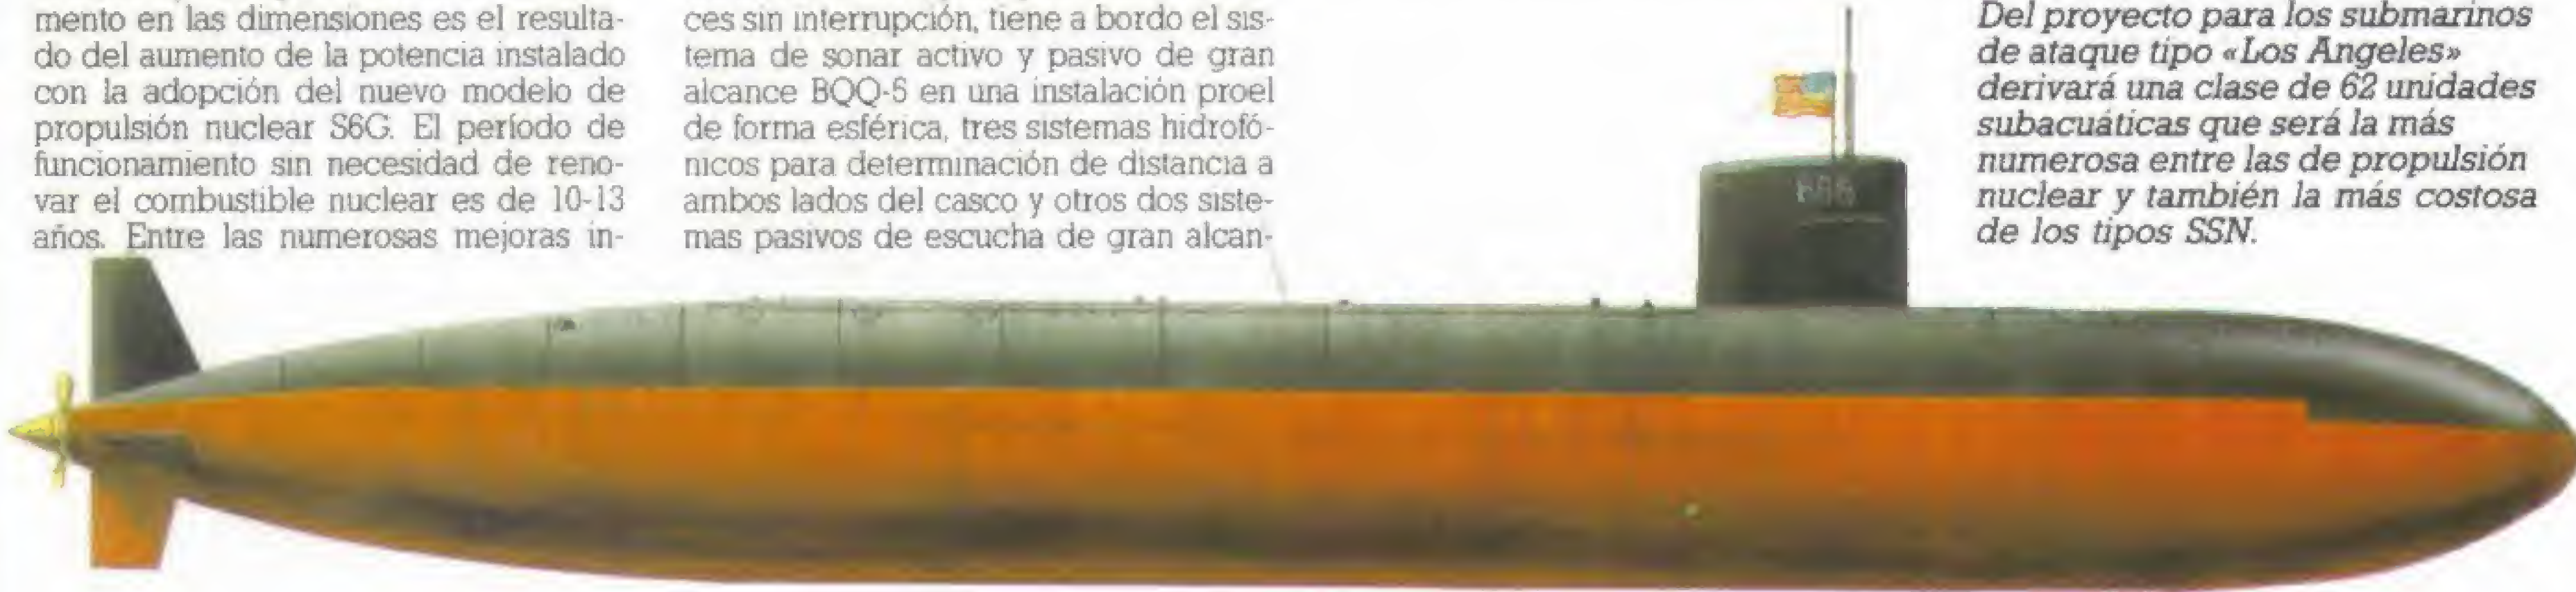 mento en las dimensiones es el resulta-
do del aumento de la potencia instalado
con la adopción del nuevo modelo de
propulsión nuclear S6G. El período de
funcionamiento sin necesidad de reno-
var el combustible nuclear es de 10-13
años. Entre las numerosas mejoras in-
ces sin interrupción, tiene a bordo el sis-
tema de sonar activo y pasivo de gran
alcance BQQ-5 en una instalación proel
de forma esférica, tres sistemas hidrofó-
nicos para determinación de distancia a
ambos lados del casco y otros dos siste-
mas pasivos de escucha de gran alcan-
Del proyecto para los submarinos
de ataque tipo «Los Angeles»
derivará una clase de 62 unidades
subacuáticas que será la más
numerosa entre las de propulsión
nuclear y también la más costosa
de los tipos SSN.